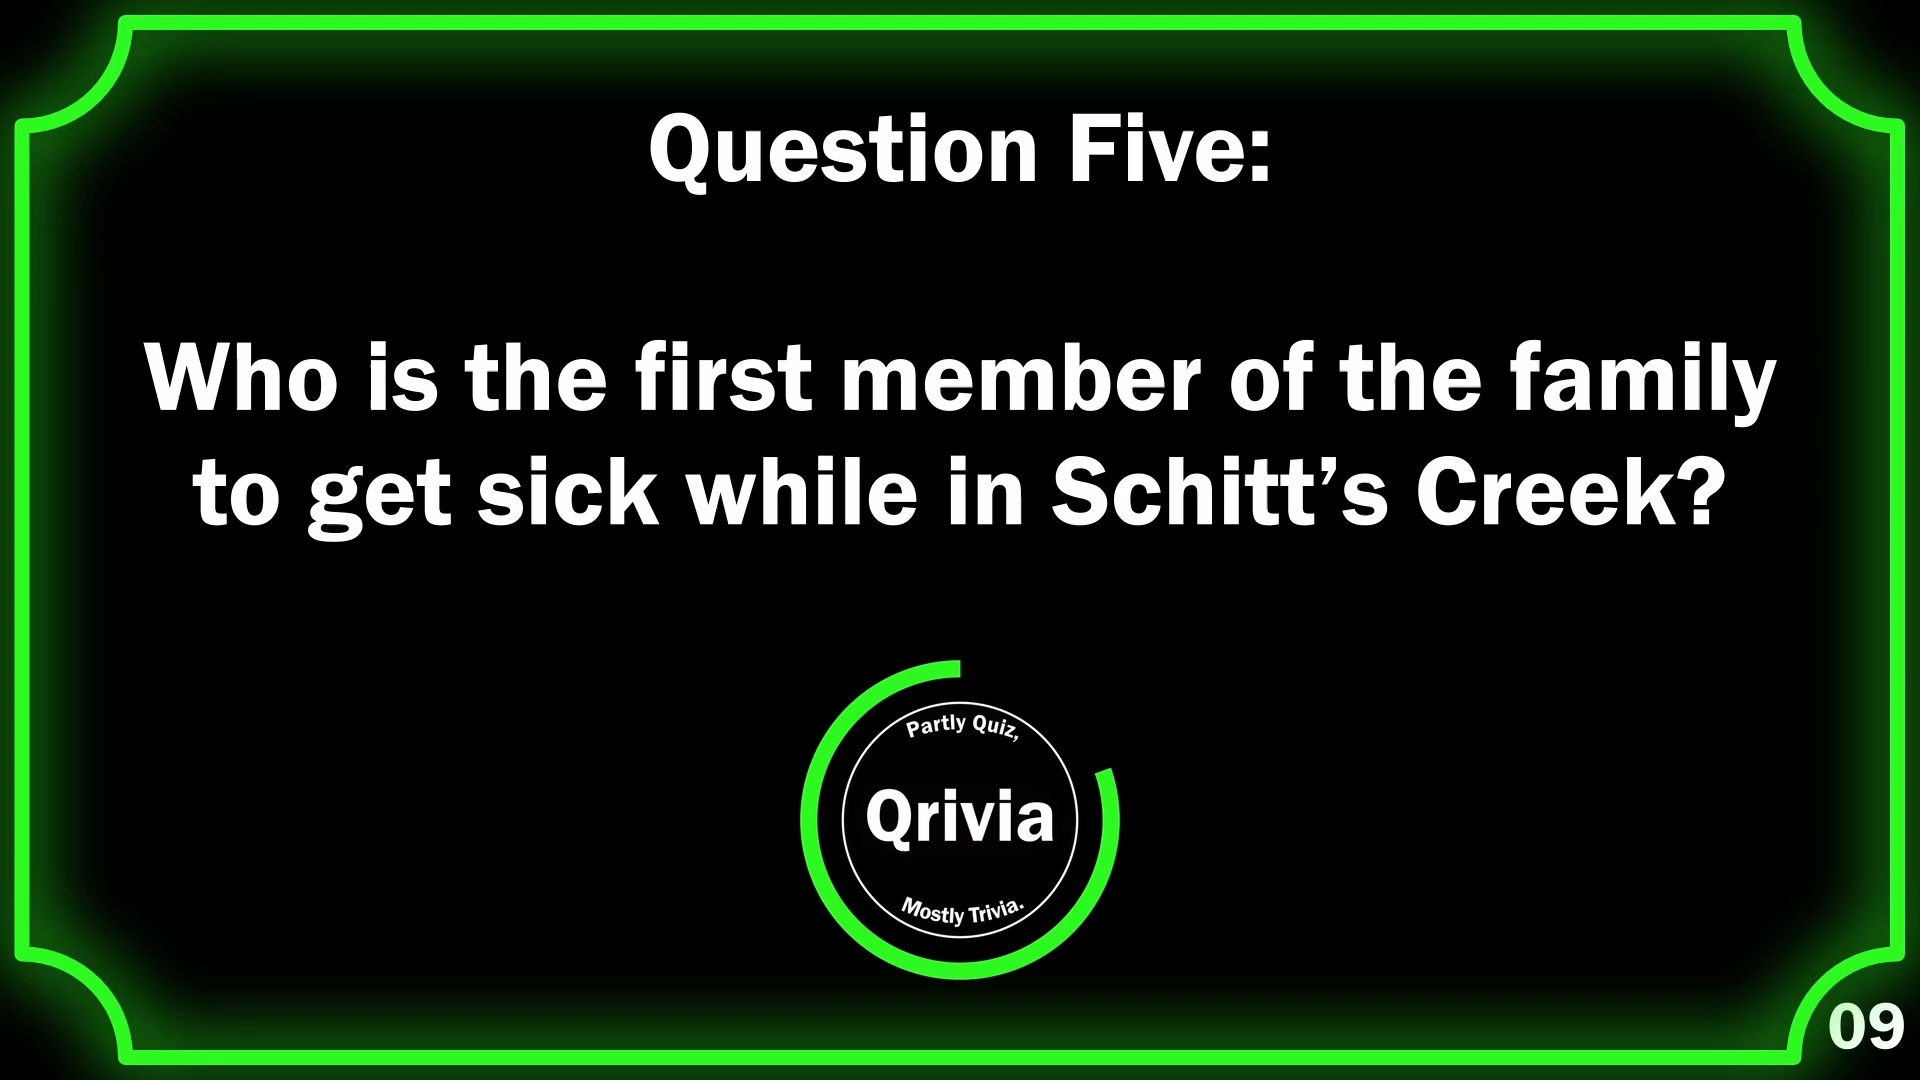 Question Five:
Who is the first member of the family
to get sick while in Schitt’s Creek?
Partly Quiz,
Qrivia
Mostly Trivia.
09